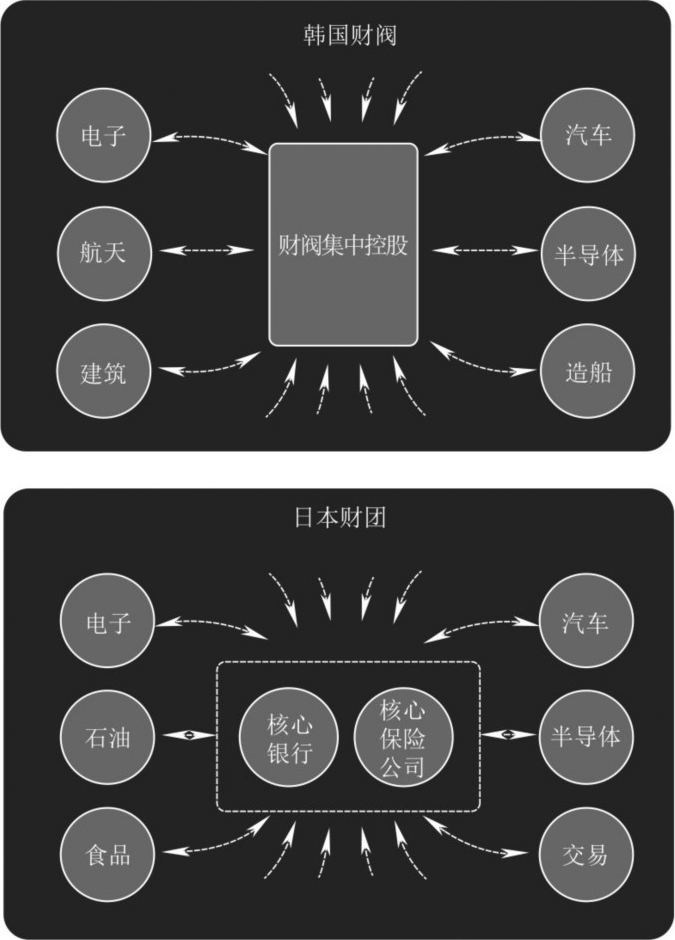 韩国财阀
电子
汽车
航天
财阀集中控股
半导体
建筑
造船
日本财团
电子
汽车
石油
核心
银行
核心
保险
公司
半导体
食品
交易